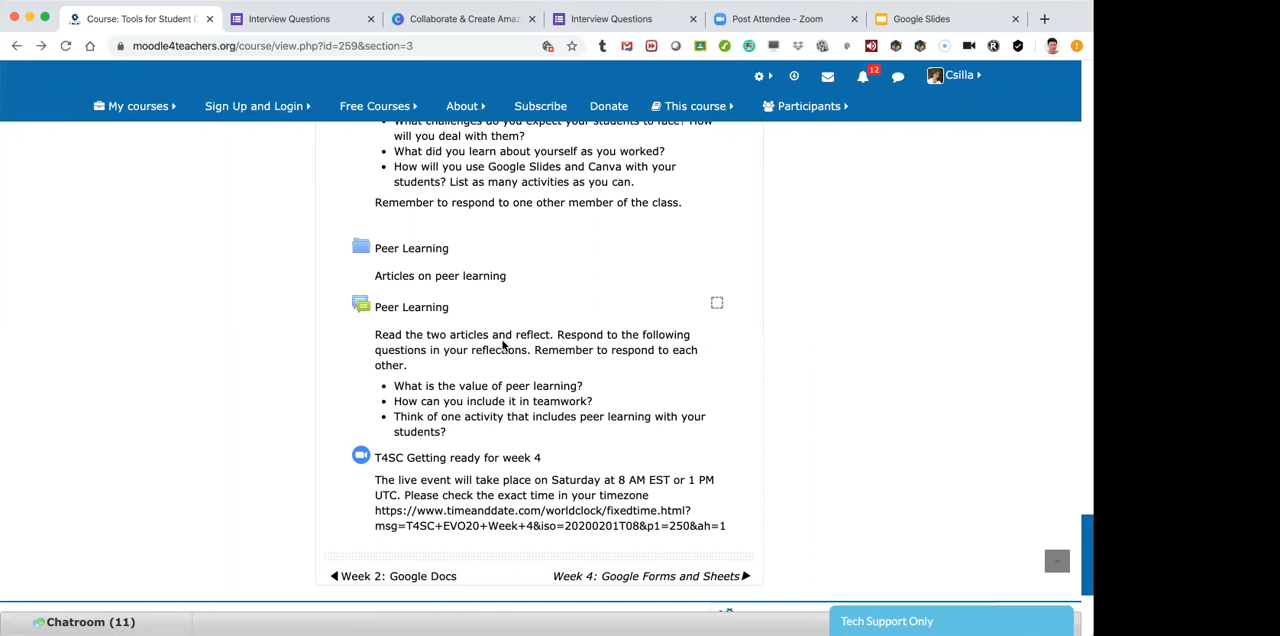 Course: Tools for Student C
Interview Questions
Collaborate & Create Amaz
Interview Questions
Post Attendee - Zoom
Google Slides
moodle4teachers.org/course/view.php?id=259&section=3
12
Csilla
My courses
Sign Up and Login
Free Courses
About
Subscribe
Donate
This course
Participants
What challenges do you expect your students to face? How
will you deal with them?
What did you learn about yourself as you worked?
How will you use Google Slides and Canva with your
students? List as many activities as you can.
Remember to respond to one other member of the class.
Peer Learning
Articles on peer learning
Peer Learning
Read the two articles and reflect. Respond to the following
questions in your reflections. Remember to respond to each
other.
What is the value of peer learning?
How can you include it in teamwork?
Think of one activity that includes peer learning with your
students?
T4SC Getting ready for week 4
The live event will take place on Saturday at 8 AM EST or 1 PM
UTC. Please check the exact time in your timezone
https://www.timeanddate.com/worldclock/fixedtime.html?
msg=T4SC+EVO20+Week+4&iso=20200201T08&p1=250&ah=1
Week 2: Google Docs
Week 4: Google Forms and Sheets
Chatroom (11)
Tech Support Only